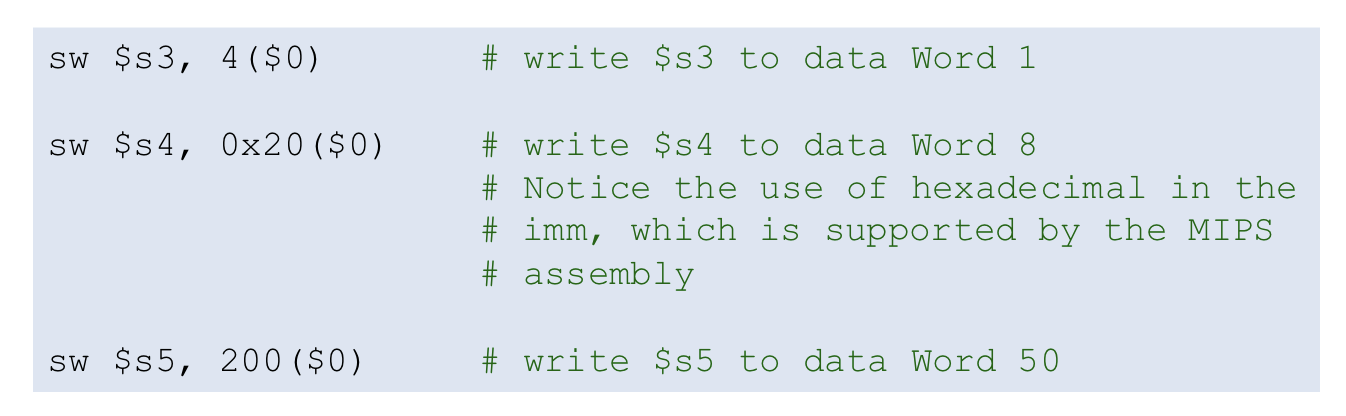 sw $s3, 4($0) # write $s3 to data Word 1
sw $s4, 0x20($0) # write $s4 to data Word 8
# Notice the use of hexadecimal in the
# imm, which is supported by the MIPS
# assembly
sw $s5, 200($0) # write $s5 to data Word 50